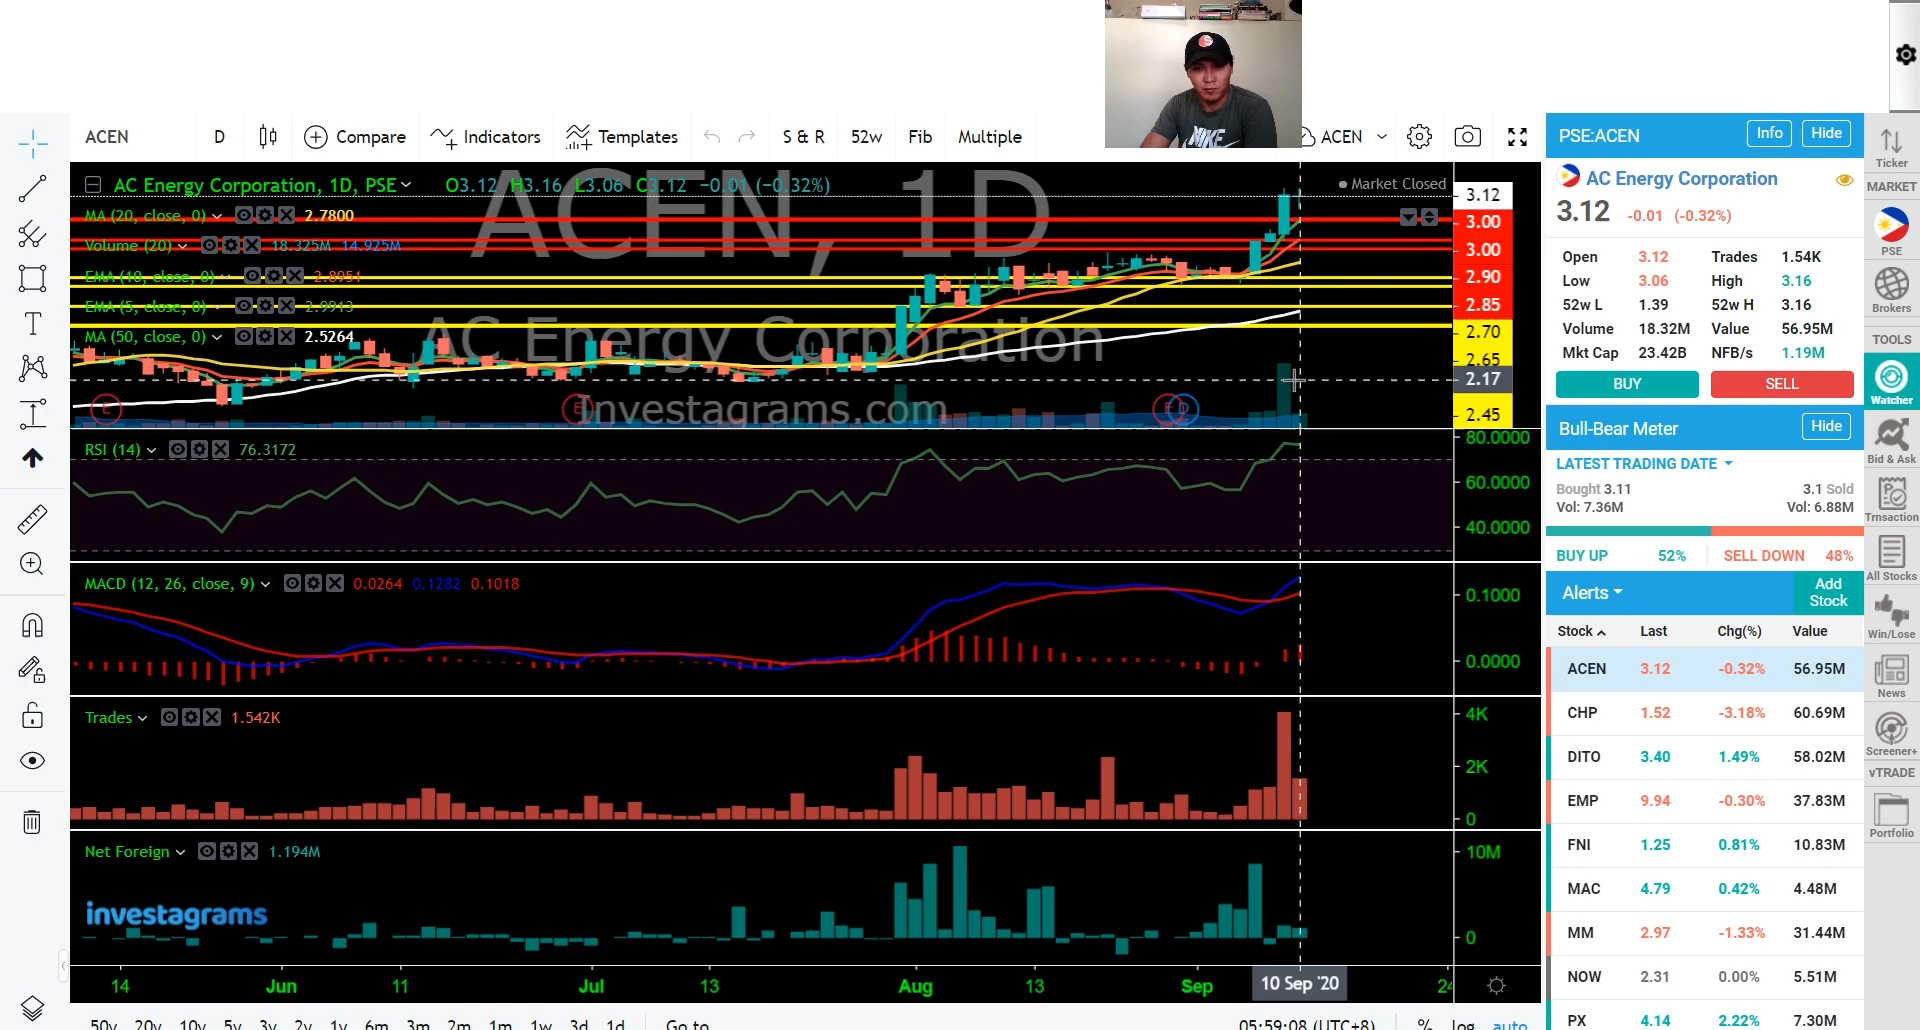 ACEN D Compare Indicators Templates S & R 52w Fib Multiple ACEN
AC Energy Corporation, 1D, PSE O3.12 H3.16 L3.06 C3.12 −0.01 (−0.32%)
Market Closed
MA (20, close, 0) 2.7800
Volume (20) 18.325M 14.925M
EMA (10, close, 0) 2.8951
EMA (5, close, 0) 2.9913
MA (50, close, 0) 2.5264
ACEN, 1D
AC Energy Corporation
Investagrams.com
E
E
E
D
3.12
3.00
3.00
2.90
2.85
2.70
2.65
2.17
2.45
RSI (14) 76.3172
80.0000
60.0000
40.0000
MACD (12, 26, close, 9) 0.0264 0.1282 0.1018
0.1000
0.0000
Trades 1.542K
4K
2K
0
Net Foreign 1.194M
10M
0
investagrams
14 Jun 11 Jul 13 Aug 13 Sep 10 Sep '20 24
50y 20y 10y 5y 3y 2y 1y 6m 3m 2m 1m 1w 3d 1d Go to
05:59:08 (UTC+8) % log auto
NIKE
PSE:ACEN Info Hide
AC Energy Corporation
3.12 -0.01 (-0.32%)
Open 3.12 Trades 1.54K
Low 3.06 High 3.16
52w L 1.39 52w H 3.16
Volume 18.32M Value 56.95M
Mkt Cap 23.42B NFB/s 1.19M
BUY SELL
Bull-Bear Meter Hide
LATEST TRADING DATE
Bought 3.11 3.1 Sold
Vol: 7.36M Vol: 6.88M
BUY UP 52% SELL DOWN 48%
Alerts Add Stock
Stock Last Chg(%) Value
ACEN 3.12 -0.32% 56.95M
CHP 1.52 -3.18% 60.69M
DITO 3.40 1.49% 58.02M
EMP 9.94 -0.30% 37.83M
FNI 1.25 0.81% 10.83M
MAC 4.79 0.42% 4.48M
MM 2.97 -1.33% 31.44M
NOW 2.31 0.00% 5.51M
PX 4.14 2.22% 7.30M
Ticker
MARKET
PSE
Brokers
TOOLS
Watcher
Bid & Ask
Trnsaction
All Stocks
Win/Lose
News
Screener+
vTRADE
Portfolio